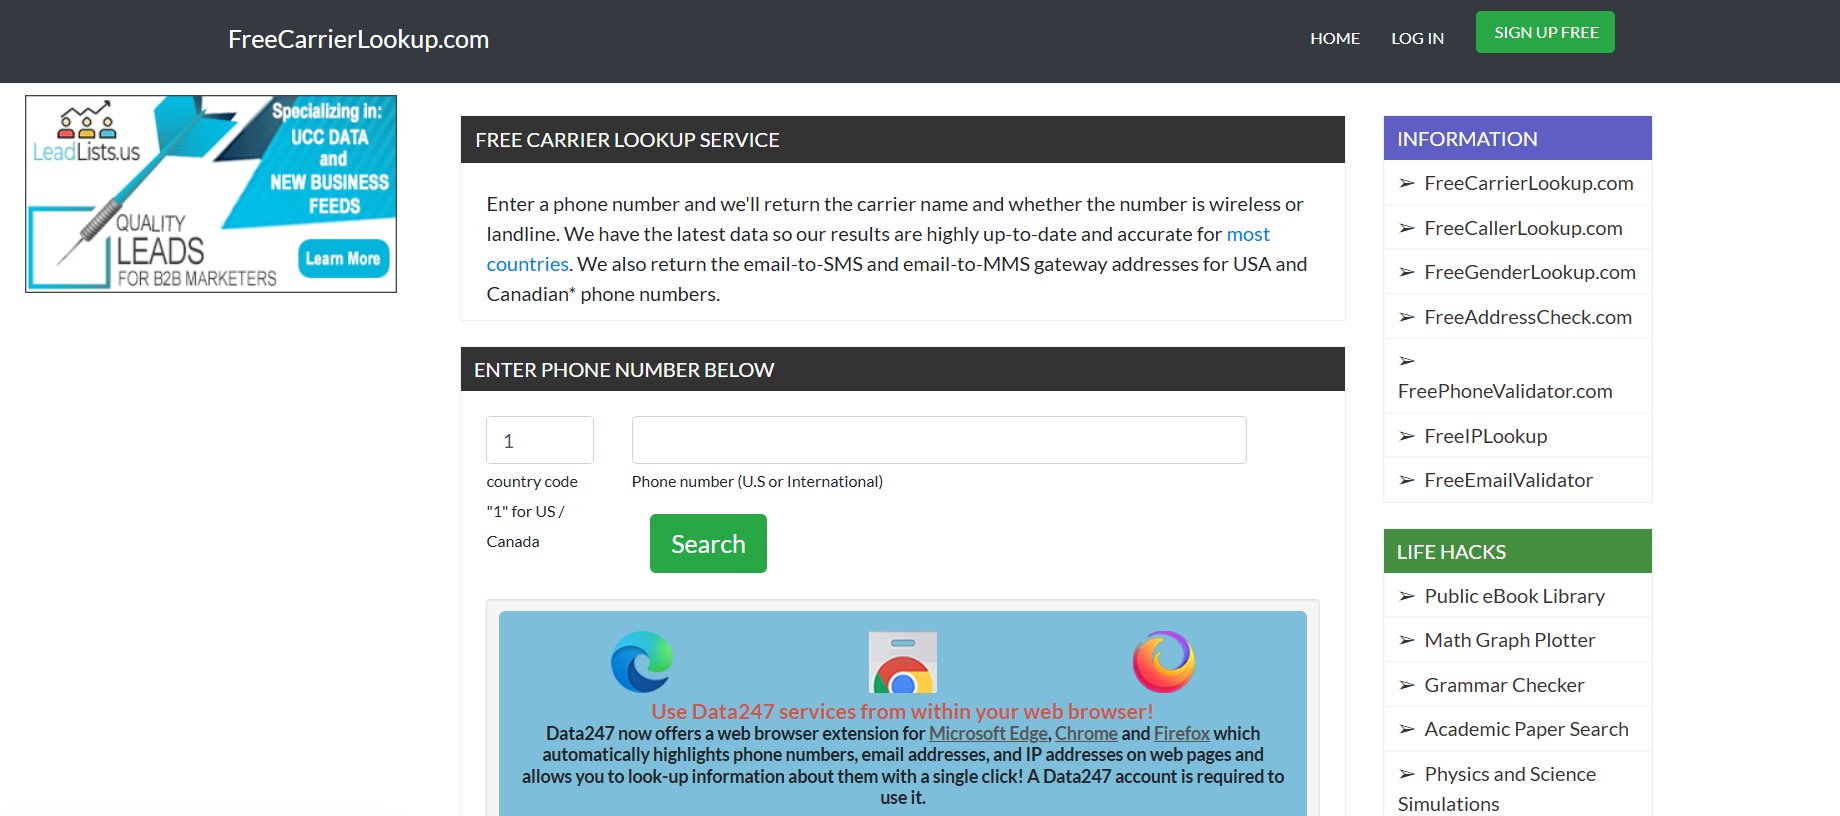 FreeCarrierLookup.com
HOME
LOG IN
SIGN UP FREE
LeadLists.us
Specializing in:
UCC DATA
and
NEW BUSINESS
FEEDS
QUALITY
LEADS
FOR B2B MARKETERS
Learn More
FREE CARRIER LOOKUP SERVICE
Enter a phone number and we'll return the carrier name and whether the number is wireless or
landline. We have the latest data so our results are highly up-to-date and accurate for most
countries. We also return the email-to-SMS and email-to-MMS gateway addresses for USA and
Canadian* phone numbers.
ENTER PHONE NUMBER BELOW
1
country code
"1" for US /
Canada
Phone number (U.S or International)
Search
Use Data247 services from within your web browser!
Data247 now offers a web browser extension for Microsoft Edge, Chrome and Firefox which
automatically highlights phone numbers, email addresses, and IP addresses on web pages and
allows you to look-up information about them with a single click! A Data247 account is required to
use it.
INFORMATION
➢ FreeCarrierLookup.com
➢ FreeCallerLookup.com
➢ FreeGenderLookup.com
➢ FreeAddressCheck.com
➢
FreePhoneValidator.com
➢ FreeIPLookup
➢ FreeEmailValidator
LIFE HACKS
➢ Public eBook Library
➢ Math Graph Plotter
➢ Grammar Checker
➢ Academic Paper Search
➢ Physics and Science
Simulations